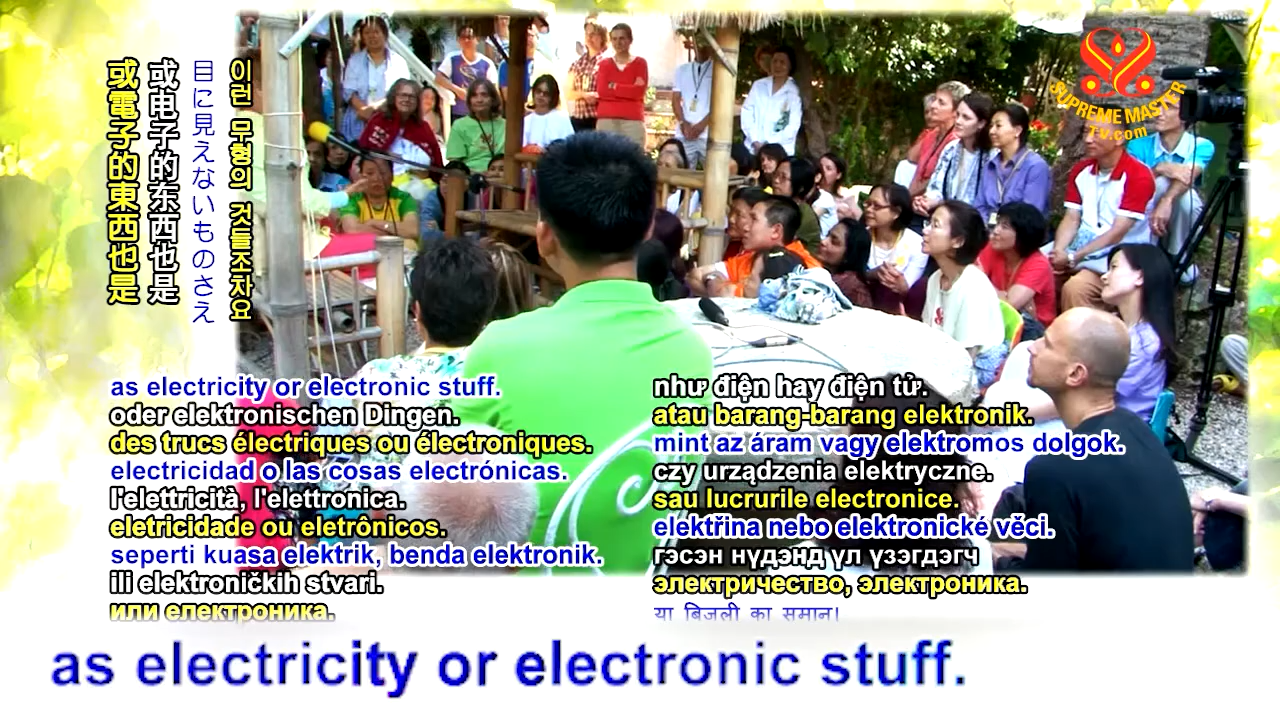 SUPREME MASTER
TV.com
或電子的東西也是
或电子的东西也是
目に見えないものさえ
이런 무형의 것들조차요
as electricity or electronic stuff.
oder elektronischen Dingen.
des trucs électriques ou électroniques.
electricidad o las cosas electrónicas.
l'elettricità, l'elettronica.
eletricidade ou eletrônicos.
seperti kuasa elektrik, benda elektronik.
ili elektroničkih stvari.
или електроника.
như điện hay điện tử.
atau barang-barang elektronik.
mint az áram vagy elektromos dolgok.
czy urządzenia elektryczne.
sau lucrurile electronice.
elektřina nebo elektronické věci.
гэсэн нүдэнд үл үзэгдэгч
электричество, электроника.
या बिजली का समान।
as electricity or electronic stuff.